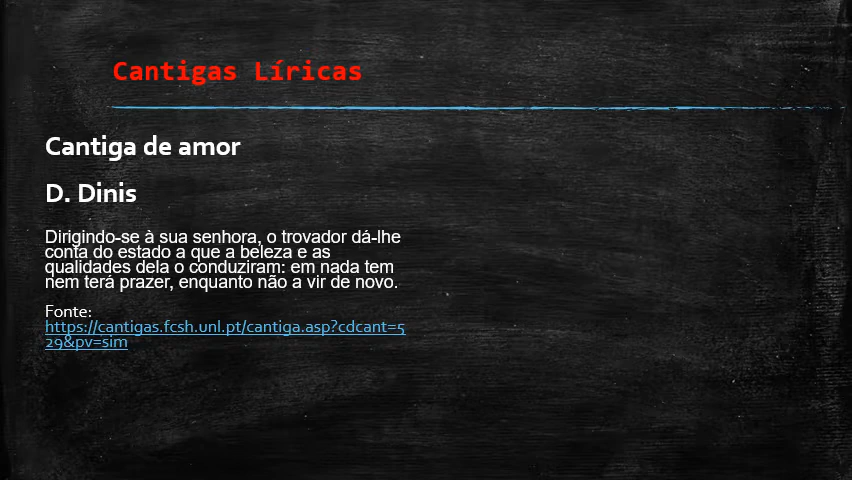 Cantigas Líricas
Cantiga de amor
D. Dinis
Dirigindo-se à sua senhora, o trovador dá-lhe
conta do estado a que a beleza e as
qualidades dela o conduziram: em nada tem
nem terá prazer, enquanto não a vir de novo.
Fonte:
https://cantigas.fcsh.unl.pt/cantiga.asp?cdcant=5
29&pv=sim